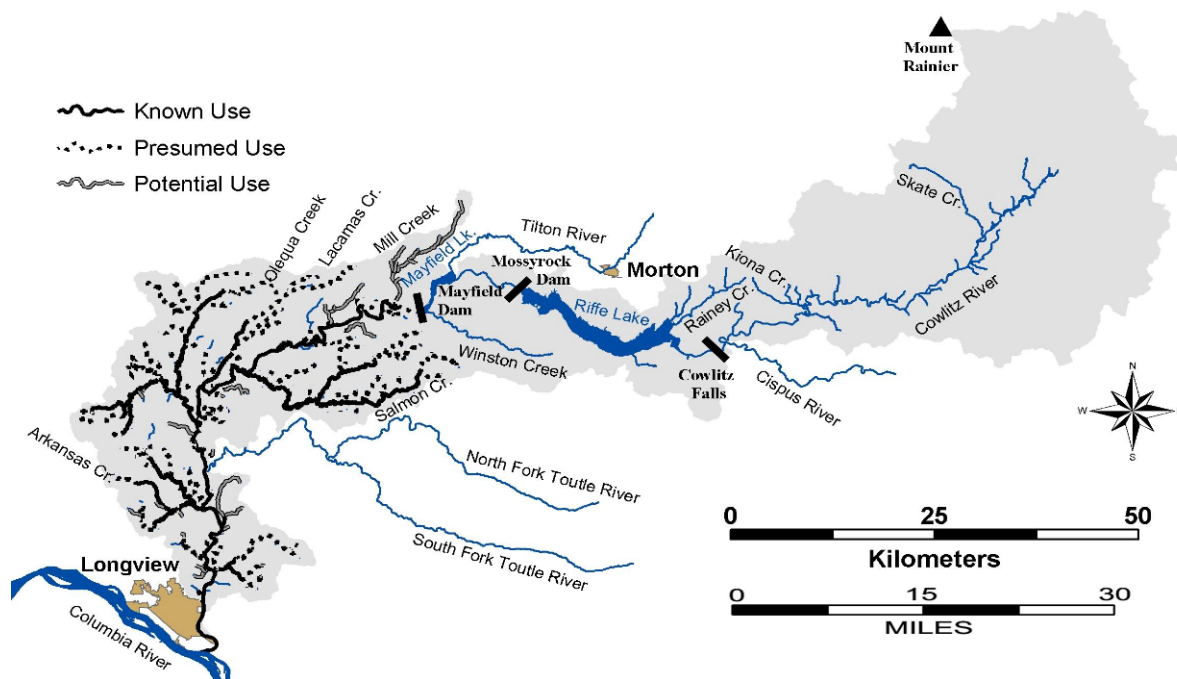 Mount
Rainier
Known Use
Presumed Use
Potential Use
Olequa Creek
Lacamas Cr.
Mill Creek
Mayfield Lk.
Tilton River
Skate Cr.
Mossyrock
Dam
Morton
Kiona Cr.
Mayfield
Dam
Riffe Lake
Rainey Cr.
Cowlitz River
Winston Creek
Cowlitz
Falls
Cispus River
Salmon Cr.
Arkansas Cr.
North Fork Toutle River
South Fork Toutle River
Longview
Columbia River
N
W
S
0 25 50
Kilometers
0 15 30
MILES